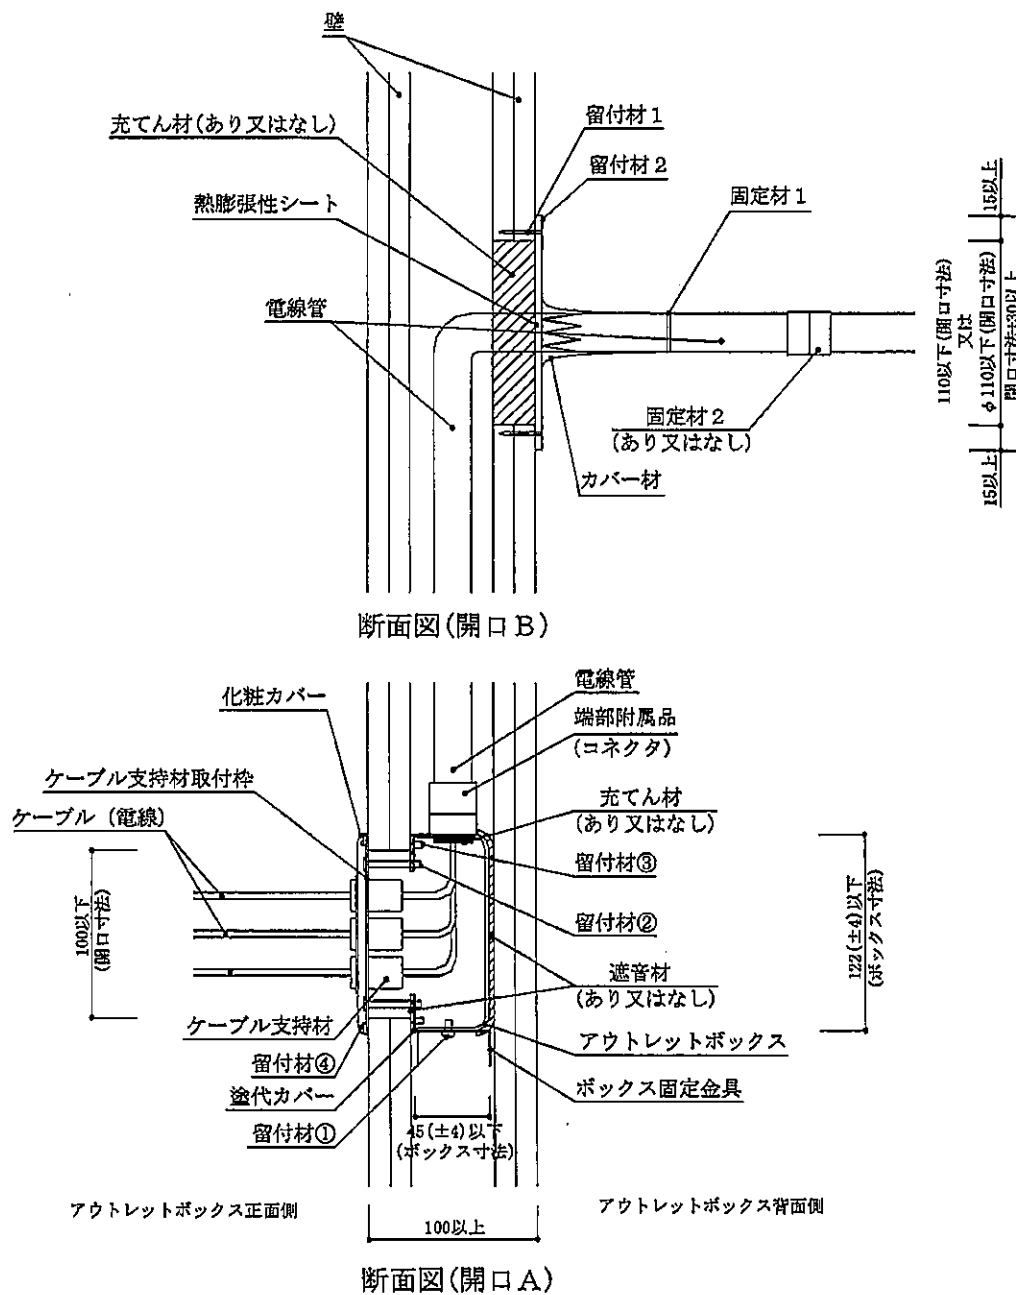 壁
充てん材(あり又はなし)
熱膨張性シート
電線管
留付材1
留付材2
固定材1
固定材2
(あり又はなし)
カバー材
15以上
110以下(開口寸法)
又は
φ110以下(開口寸法)
開口寸法+30以上
15以上
断面図(開口B)
化粧カバー
ケーブル支持材取付枠
ケーブル(電線)
100以下
(開口寸法)
ケーブル支持材
留付材④
塗代カバー
留付材①
電線管
端部附属品
(コネクタ)
充てん材
(あり又はなし)
留付材③
留付材②
遮音材
(あり又はなし)
アウトレットボックス
ボックス固定金具
122(±4)以下
(ボックス寸法)
45(±4)以下
(ボックス寸法)
アウトレットボックス正面側
アウトレットボックス背面側
100以上
断面図(開口A)